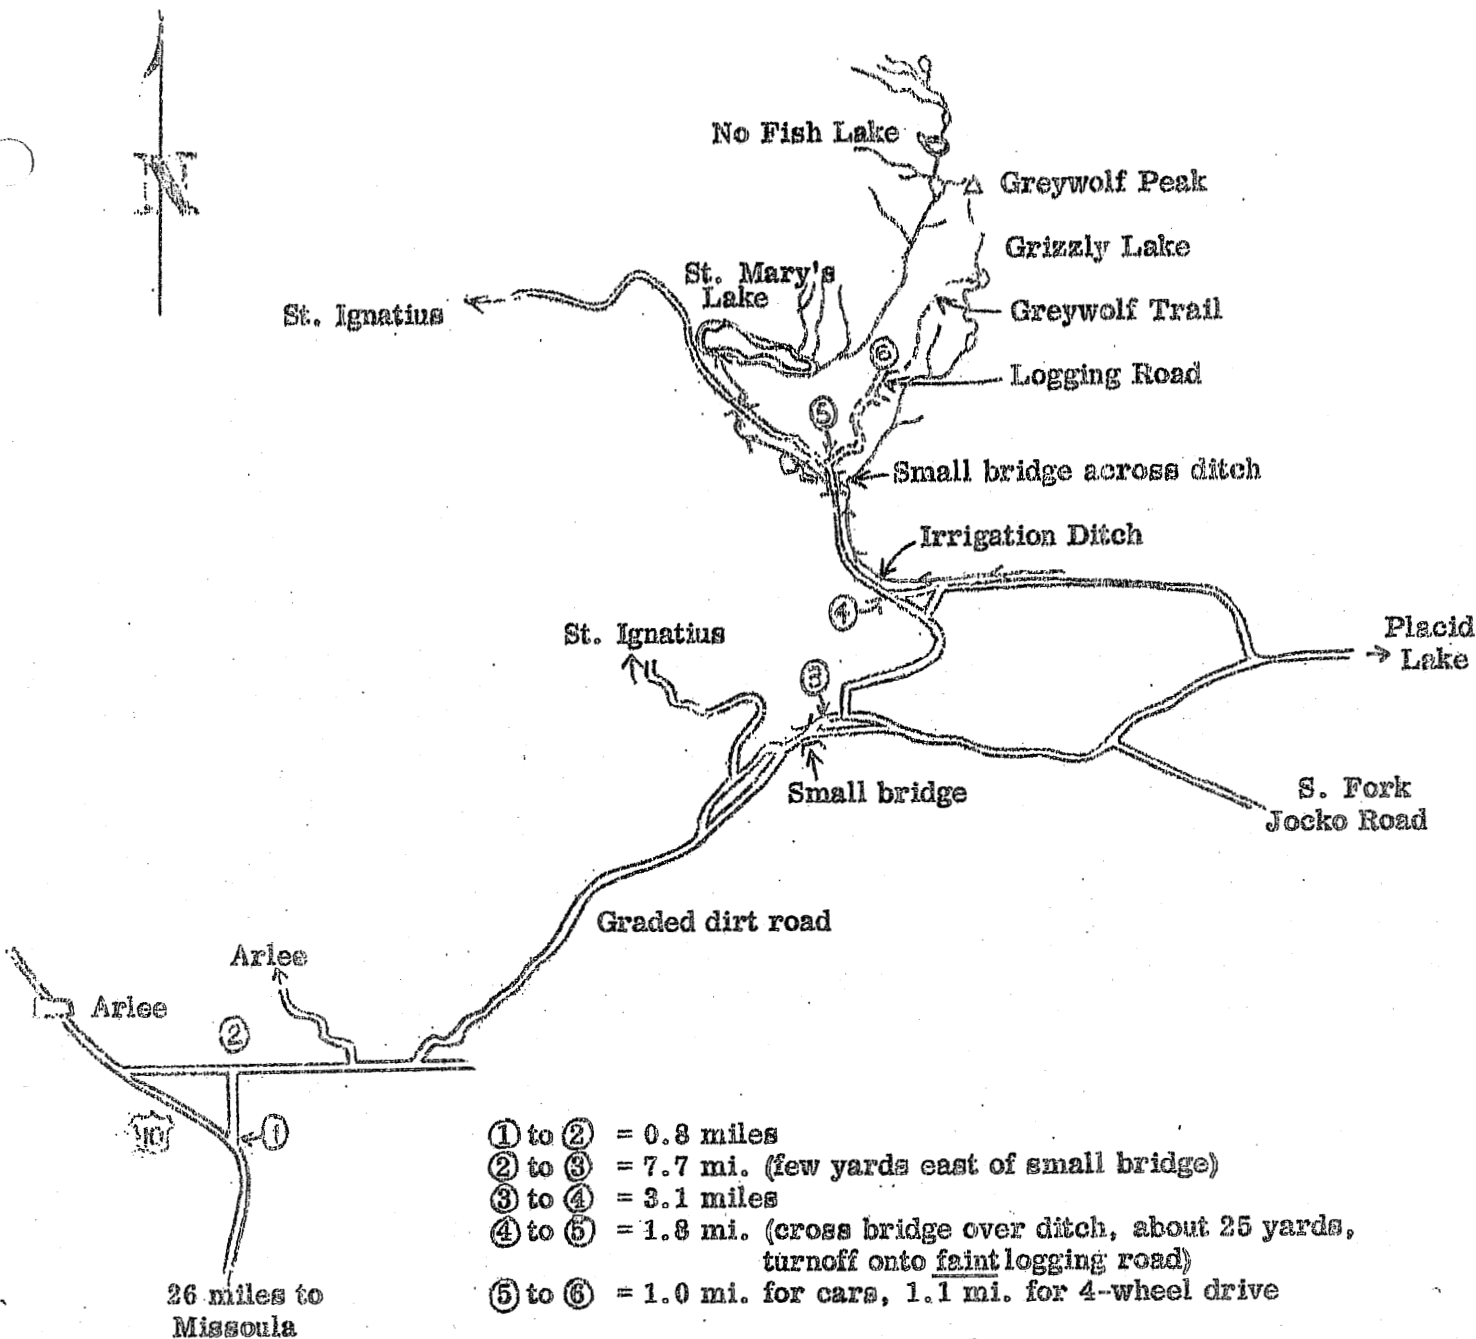 N
No Fish Lake
Greywolf Peak
Grizzly Lake
St. Mary's
Lake
St. Ignatius
Greywolf Trail
6
Logging Road
5
Small bridge across ditch
Irrigation Ditch
4
St. Ignatius
Placid
Lake
3
Small bridge
S. Fork
Jocko Road
Graded dirt road
Arlee
Arlee
2
10
1
1 to 2 = 0.8 miles
2 to 3 = 7.7 mi. (few yards east of small bridge)
3 to 4 = 3.1 miles
4 to 5 = 1.8 mi. (cross bridge over ditch, about 25 yards,
turnoff onto faint logging road)
5 to 6 = 1.0 mi. for cars, 1.1 mi. for 4-wheel drive
26 miles to
Missoula